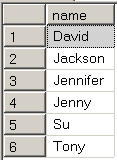 name
1 David
2 Jackson
3 Jennifer
4 Jenny
5 Su
6 Tony